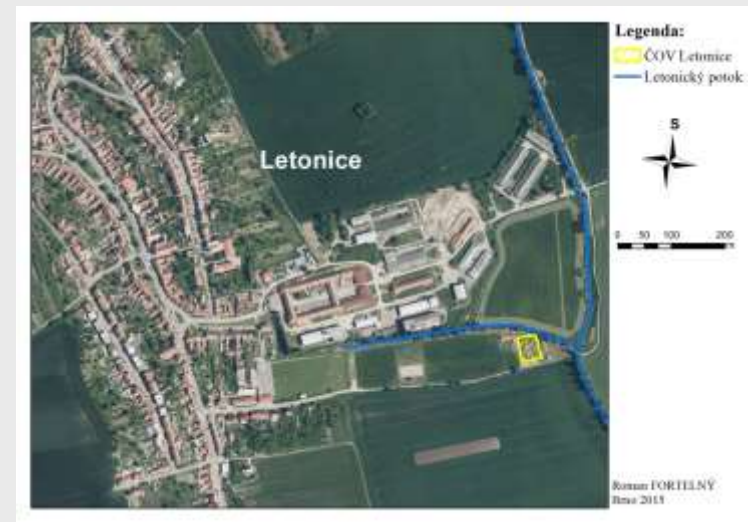 Legenda:
ČOV Letonice
Letonický potok
Letonice
S
0 50 100 200
Roman FORTELNÝ
Brno 2015